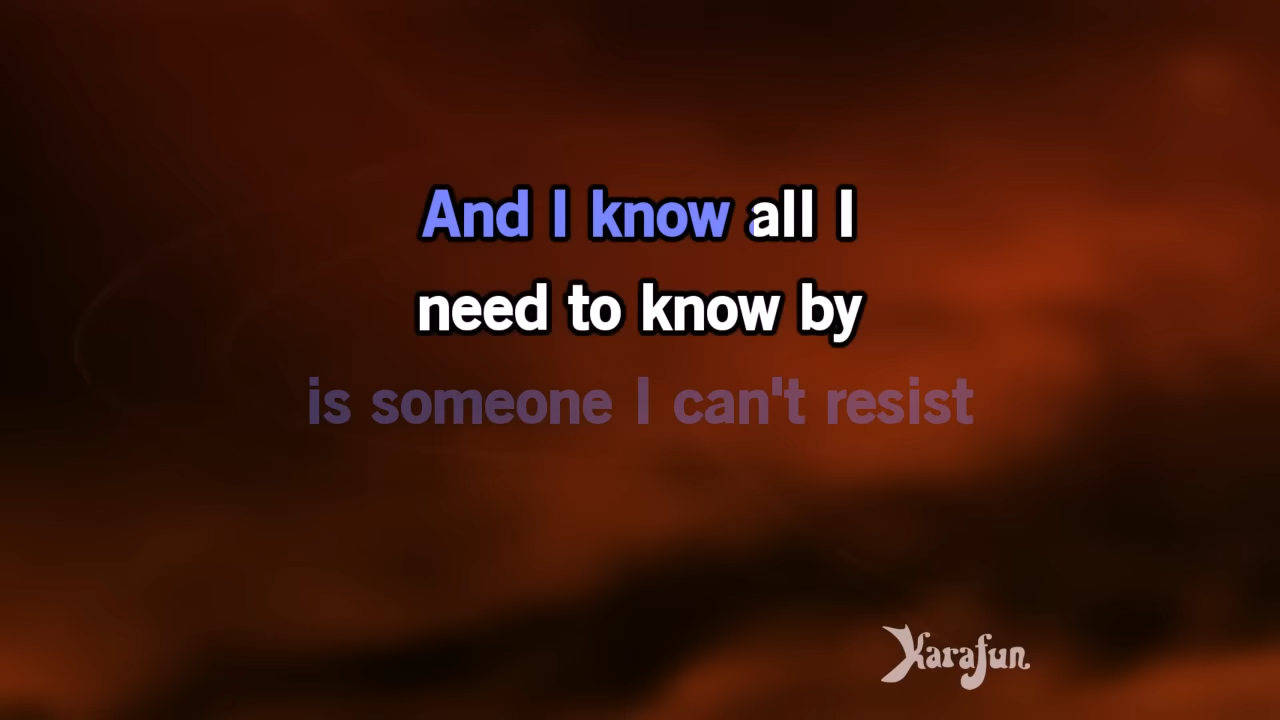 And I know all I
need to know by
is someone I can't resist
Karafun